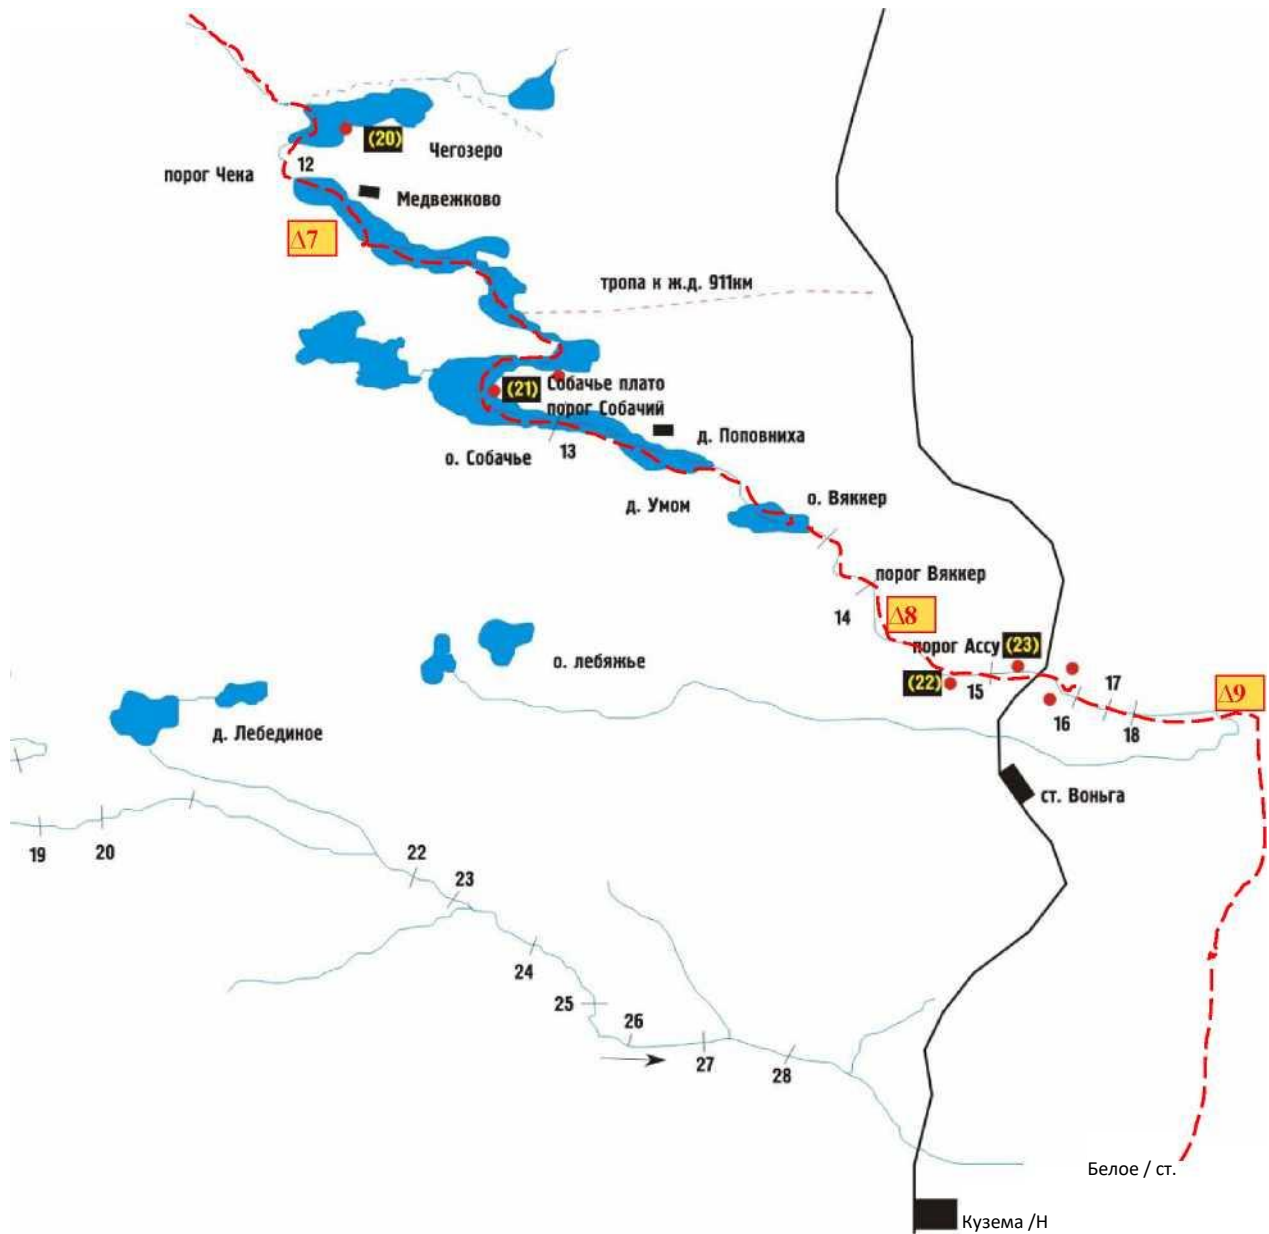 (20)
Чегозеро
12
порог Чека
Медвежково
Δ7
тропа к ж.д. 911км
(21)
Собачье плато
порог Собачий
о. Собачье
13
д. Поповниха
д. Умом
о. Вяккер
порог Вяккер
14
Δ8
порог Ассу
(23)
(22)
15
17
16
18
Δ9
о. лебяжье
д. Лебединое
ст. Воньга
19
20
22
23
24
25
26
27
28
Белое / ст.
Кузема /Н